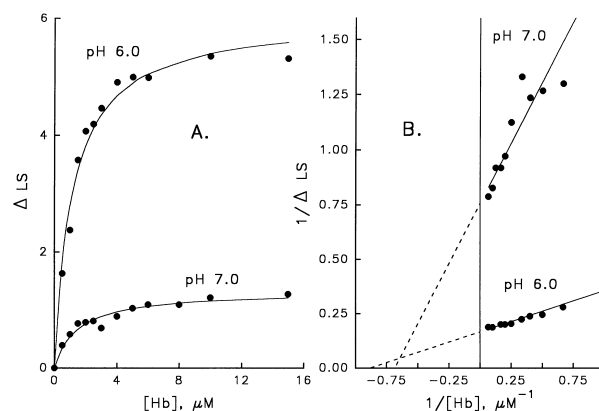 6
4
2
0
Δ LS
pH 6.0
A.
pH 7.0
0 4 8 12 16
[Hb], μM
1.50
1.25
1.00
0.75
0.50
0.25
0.00
1/Δ LS
pH 7.0
B.
pH 6.0
-0.75 -0.25 0.25 0.75
1/[Hb], μM⁻¹